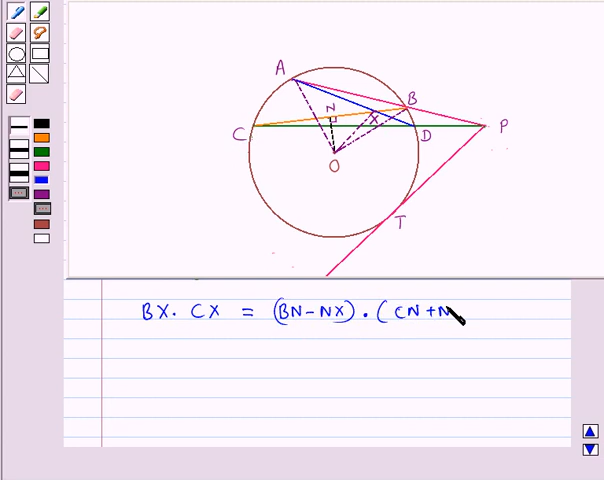 A
N
B
X
C
D
P
O
T
BX. CX = (BN-NX) . (CN+N